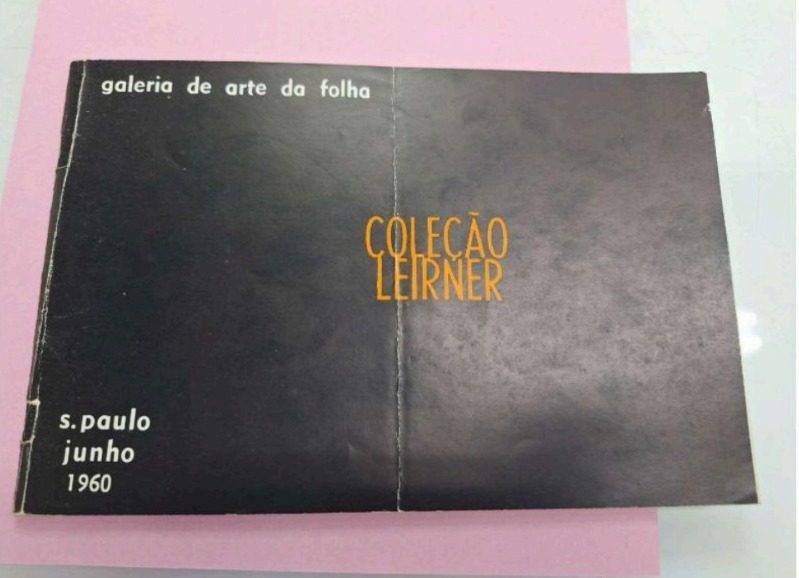 galeria de arte da folha
COLEÇÃO
LEIRNER
s. paulo
junho
1960